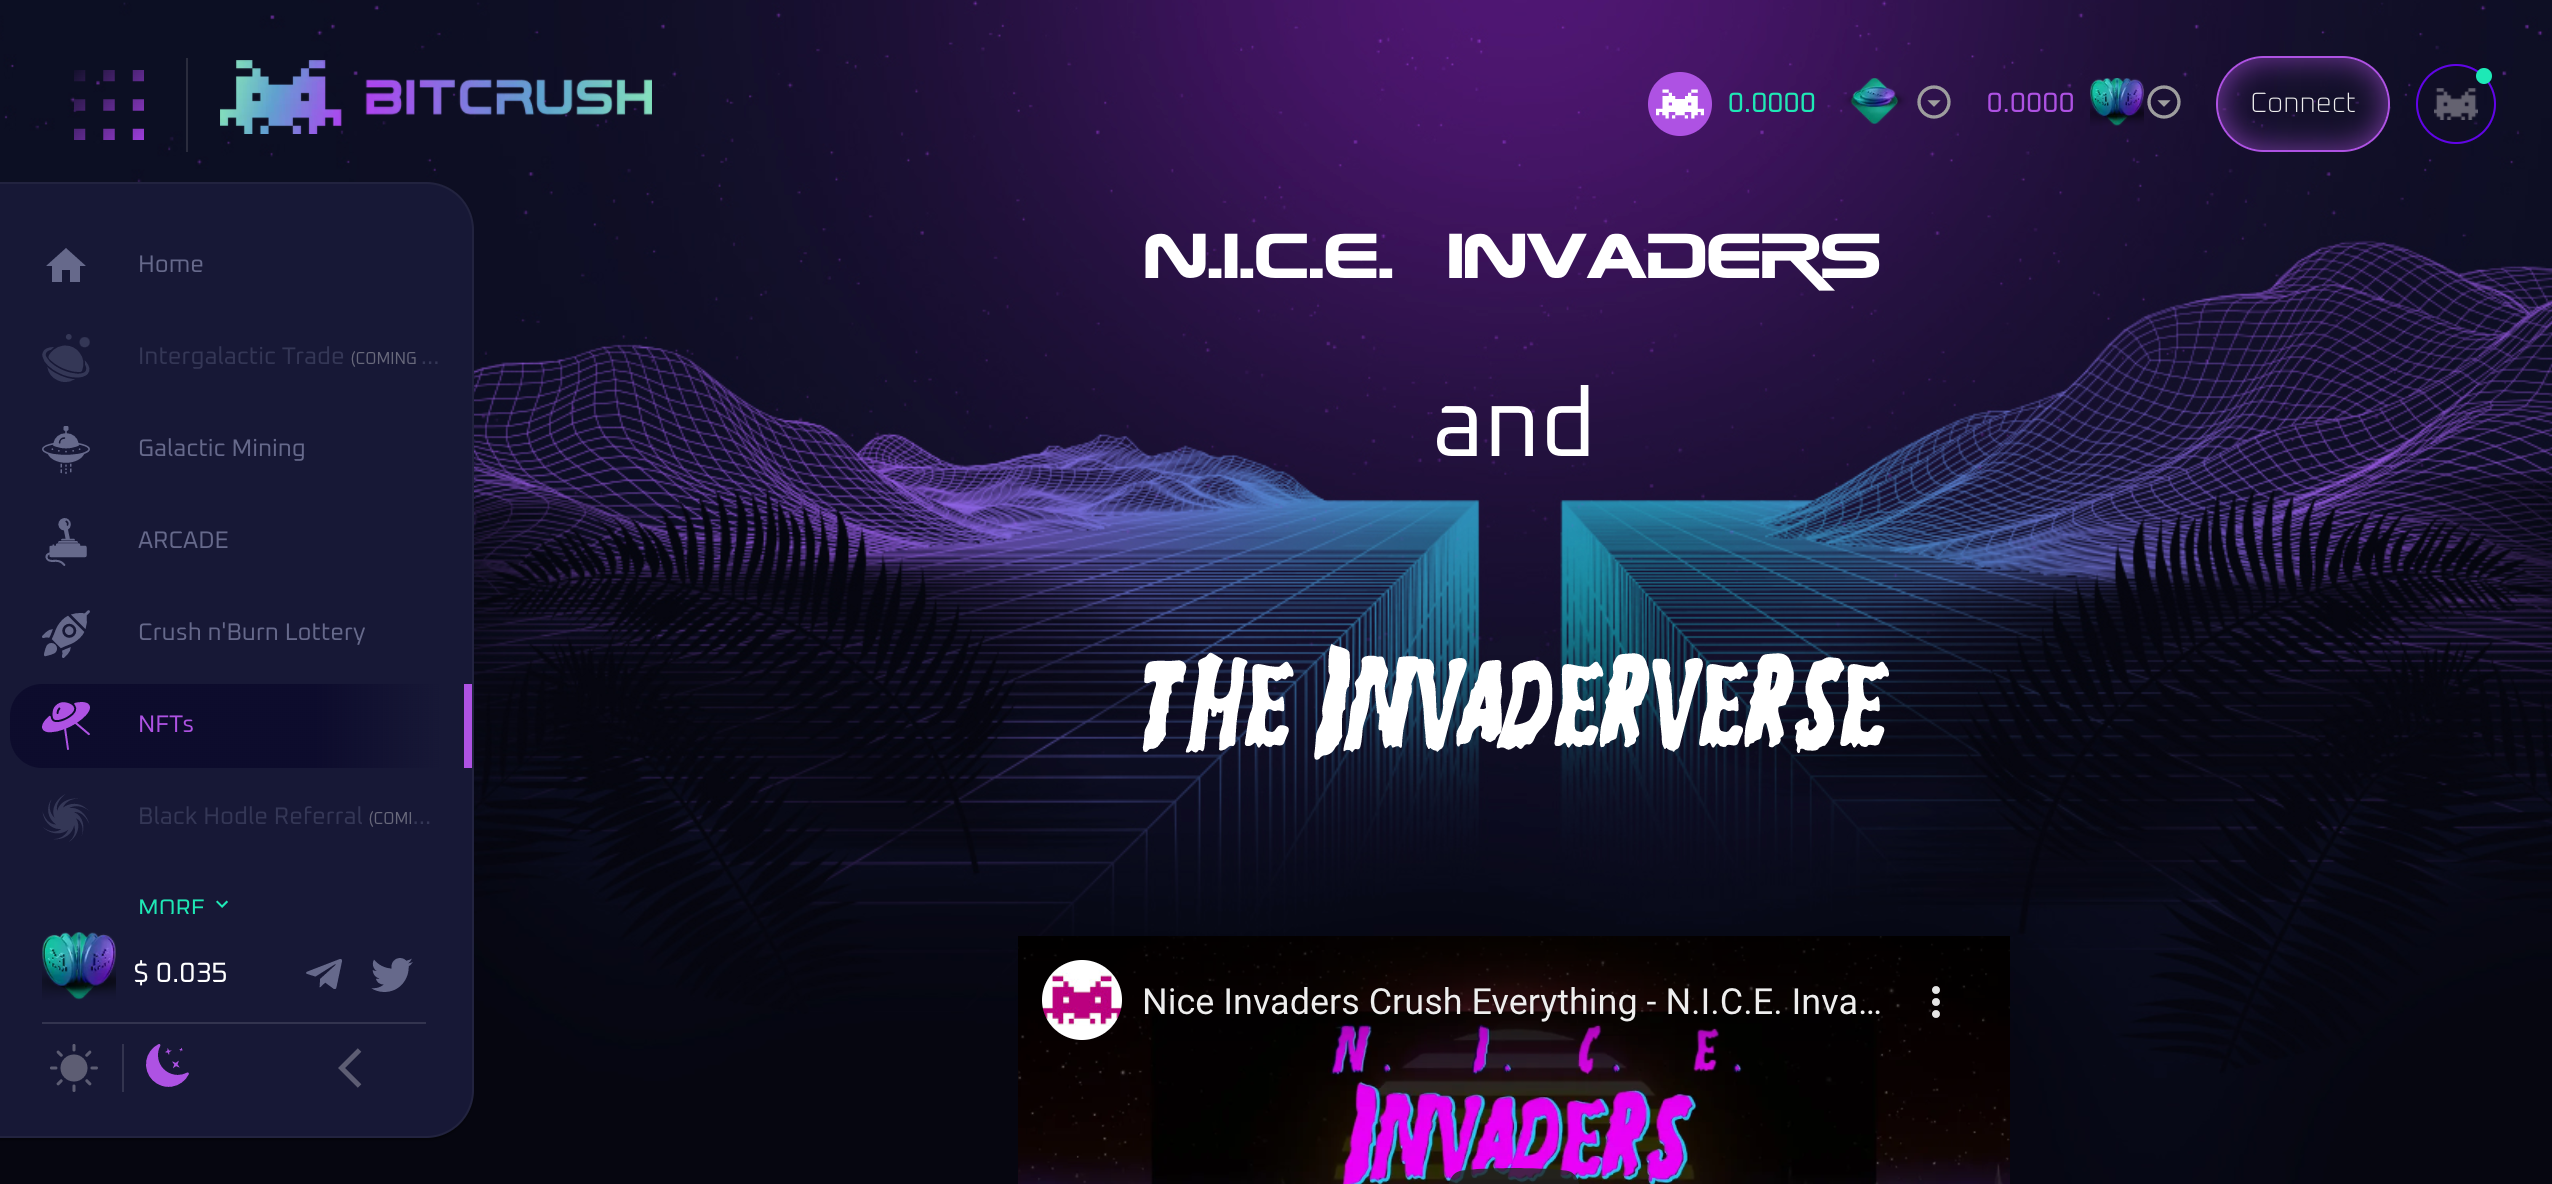 BITCRUSH
0.0000
0.0000
Connect
Home
Intergalactic Trade (COMING ...
Galactic Mining
ARCADE
Crush n'Burn Lottery
NFTs
Black Hodle Referral (COMI...
MORE
$ 0.035
N.I.C.E. INVADERS
and
THE INVADERVERSE
Nice Invaders Crush Everything - N.I.C.E. Inva...
N. I. C. E.
INVADERS